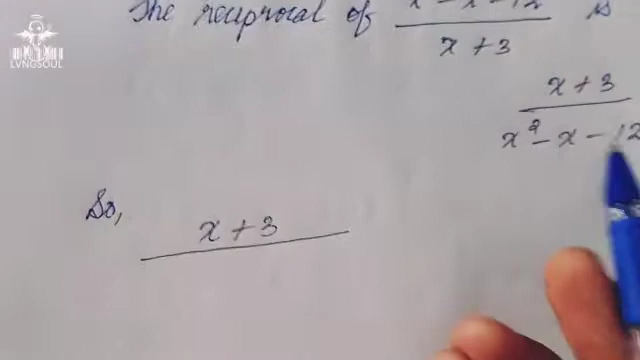 LVNGSOUL
The reciprocal of x² - x - 12 / x + 3 is
x + 3 / x² - x - 12
So,
x + 3